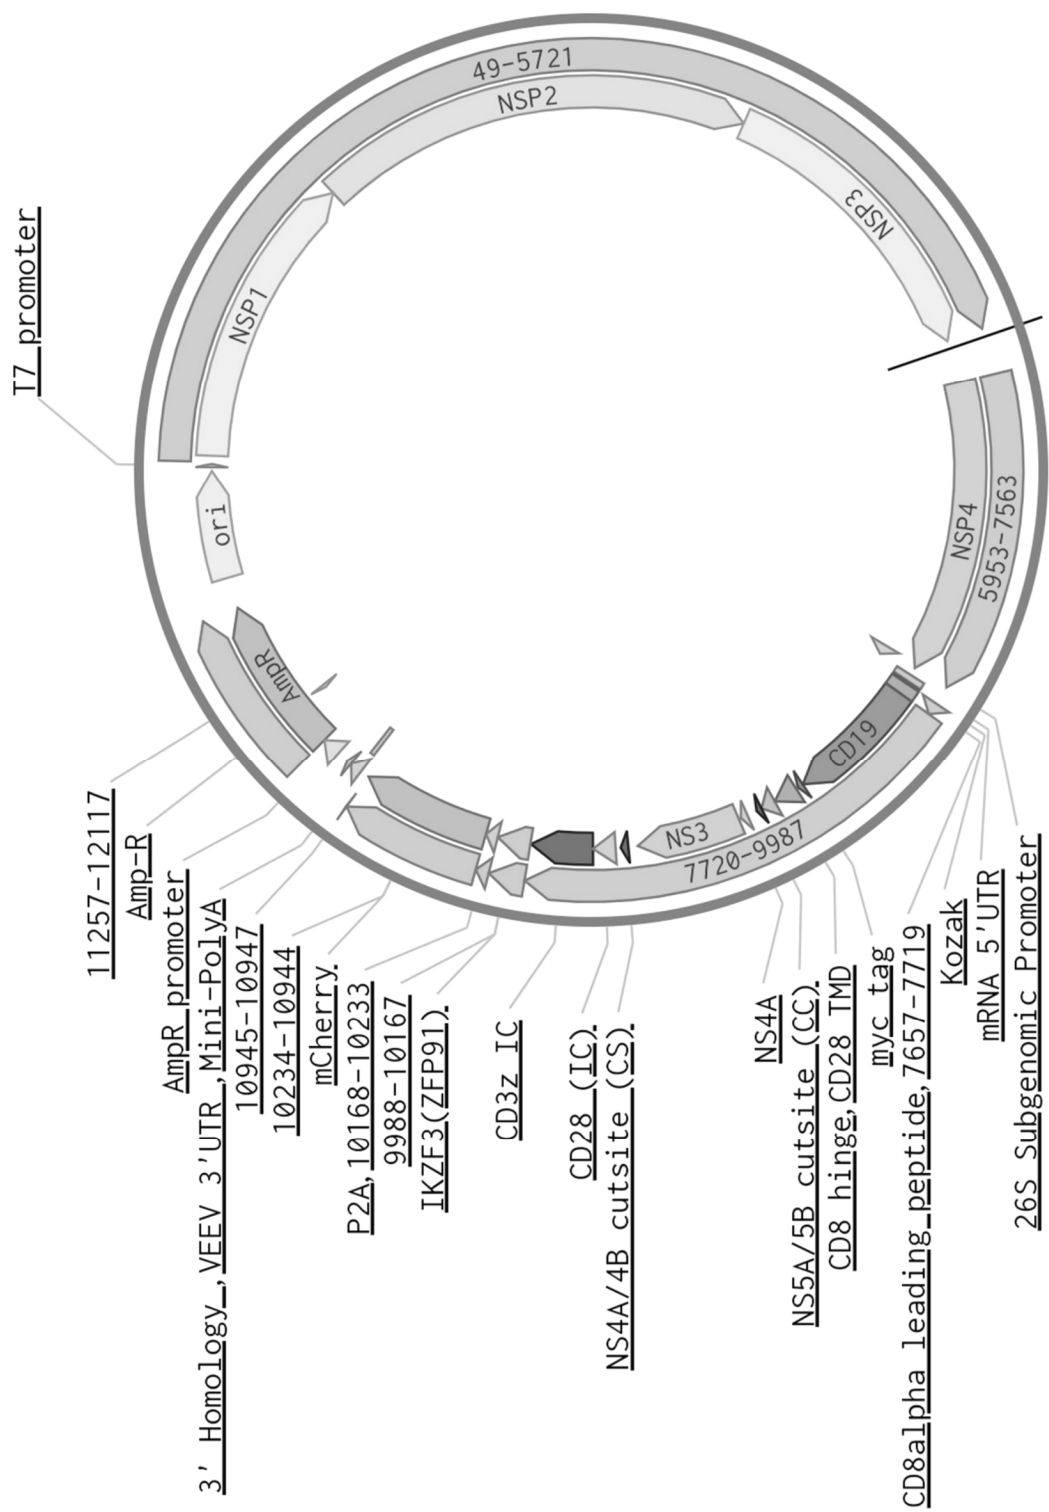 T7 promoter
49-5721
NSP2
NSP1
NSP3
ori
NSP4
5953-7563
AmpR
CD19
NS3
7720-9987
11257-12117
Amp-R
AmpR promoter
3' Homology_,VEEV 3'UTR ,Mini-PolyA
10945-10947
10234-10944
mCherry.
P2A,10168-10233
9988-10167
IKZF3(ZFP91).
CD3z IC
CD28 (IC).
NS4A/4B cutsite (CS).
NS4A
NS5A/5B cutsite (CC).
CD8 hinge,CD28 TMD
myc tag
CD8alpha leading_peptide,7657-7719
Kozak
mRNA 5'UTR
26S Subgenomic Promoter